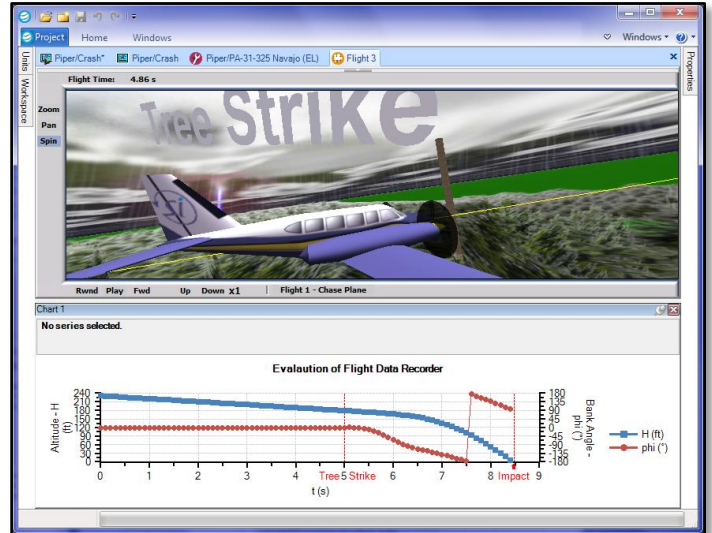 Project Home Windows Windows
Piper/Crash* Piper/Crash Piper/PA-31-325 Navajo (EL) Flight 3
Units Workspace
Properties
Flight Time: 4.86 s
Zoom
Pan
Spin
Tree Strike
Rwnd Play Fwd Up Down x1 | Flight 1 - Chase Plane
Chart 1
No series selected.
Evalaution of Flight Data Recorder
Altitude - H
(ft)
240
210
180
150
120
90
60
30
0
180
135
90
45
0
-45
-90
-135
-180
Bank Angle -
phi (°)
H (ft)
phi (°)
0 1 2 3 4 5 6 7 8 9
Tree Strike Impact
t (s)